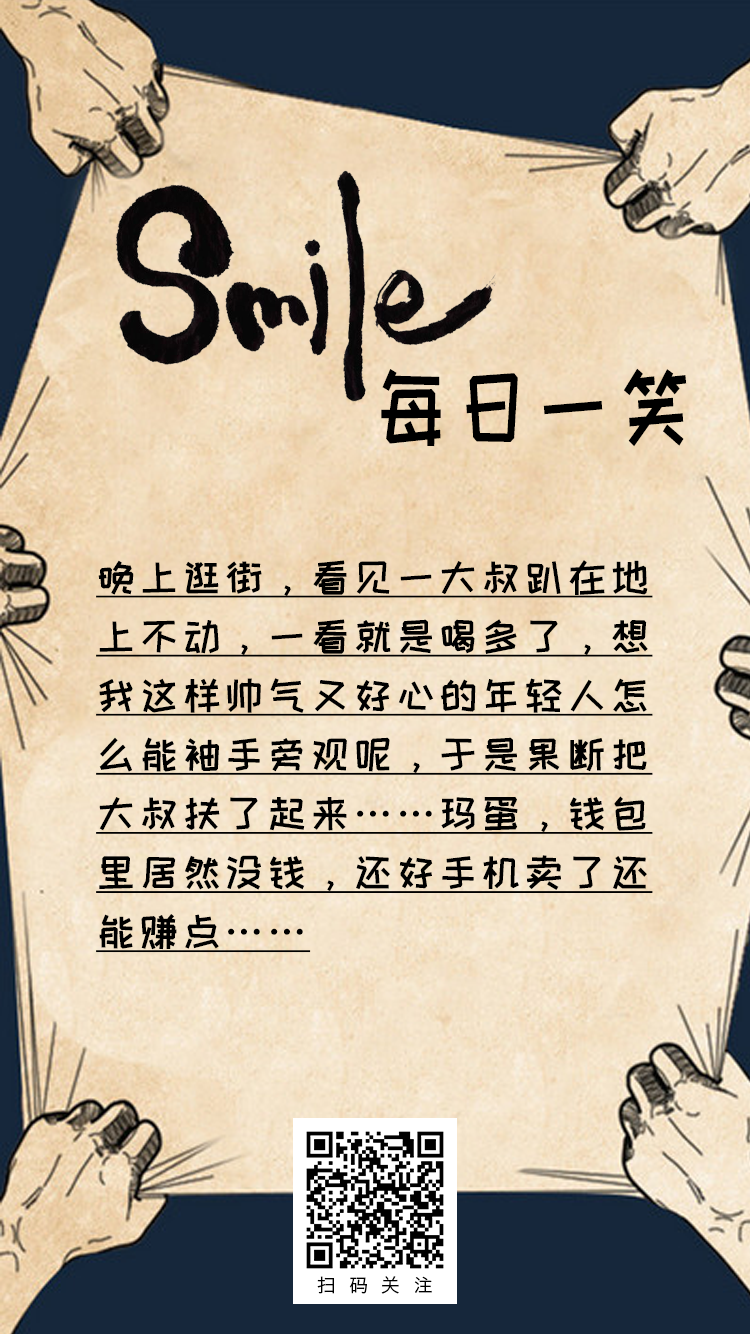 Smile
每日一笑
晚上逛街，看见一大叔趴在地
上不动，一看就是喝多了，想
我这样帅气又好心的年轻人怎
么能袖手旁观呢，于是果断把
大叔扶了起来……玛蛋，钱包
里居然没钱，还好手机卖了还
能赚点……
扫码关注